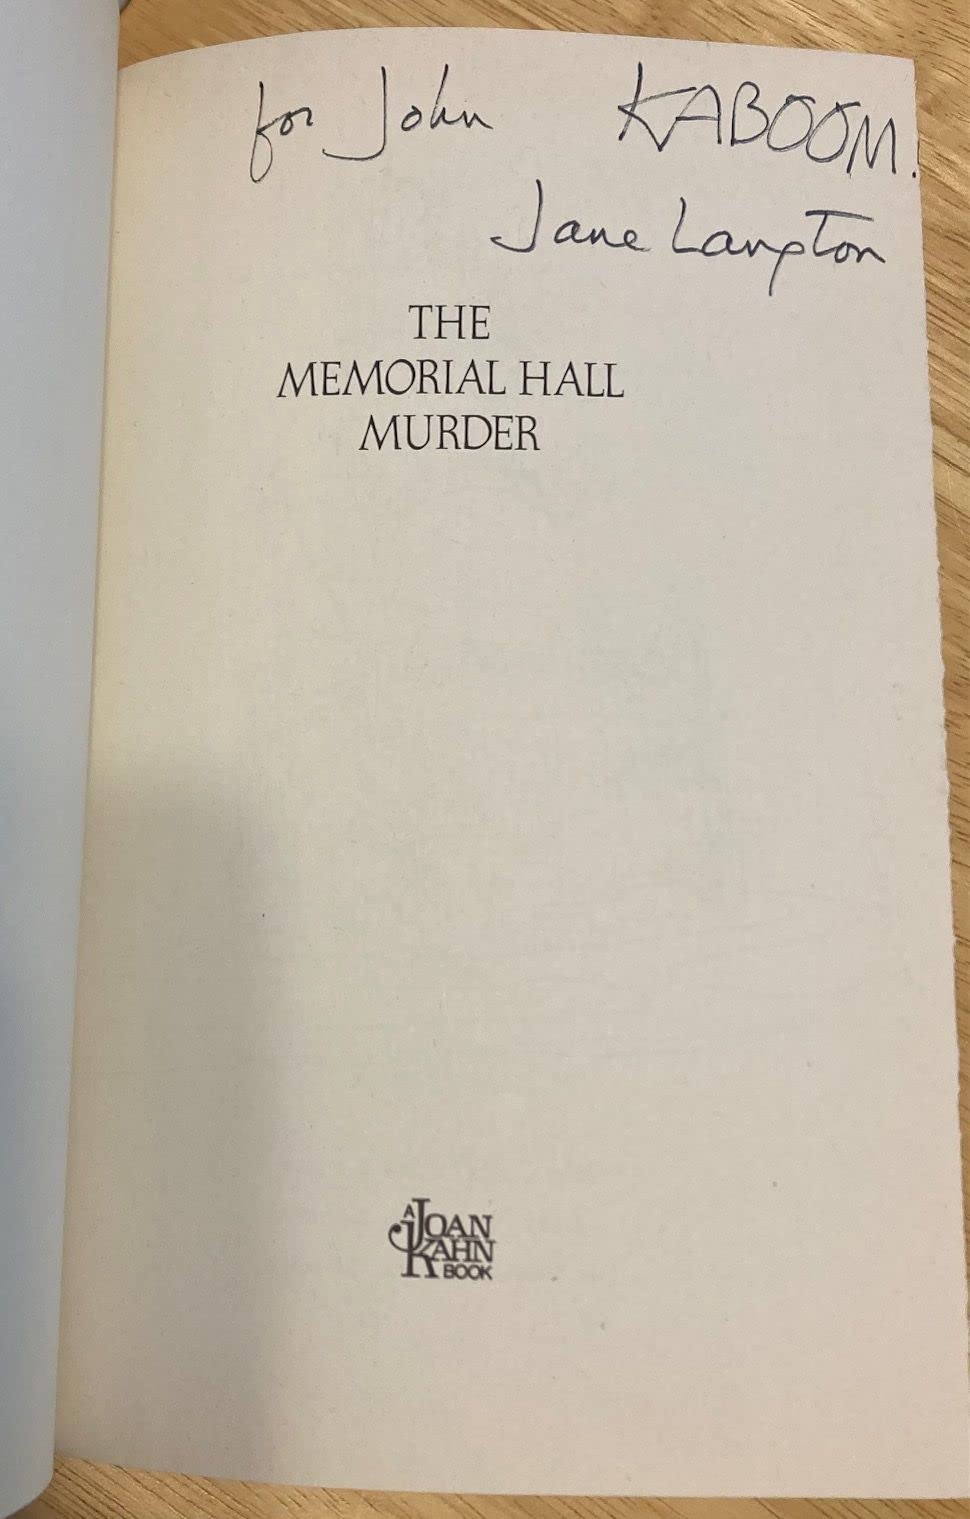 for John KABOOM!
Jane Langton
THE
MEMORIAL HALL
MURDER
A JOAN
KAHN
BOOK